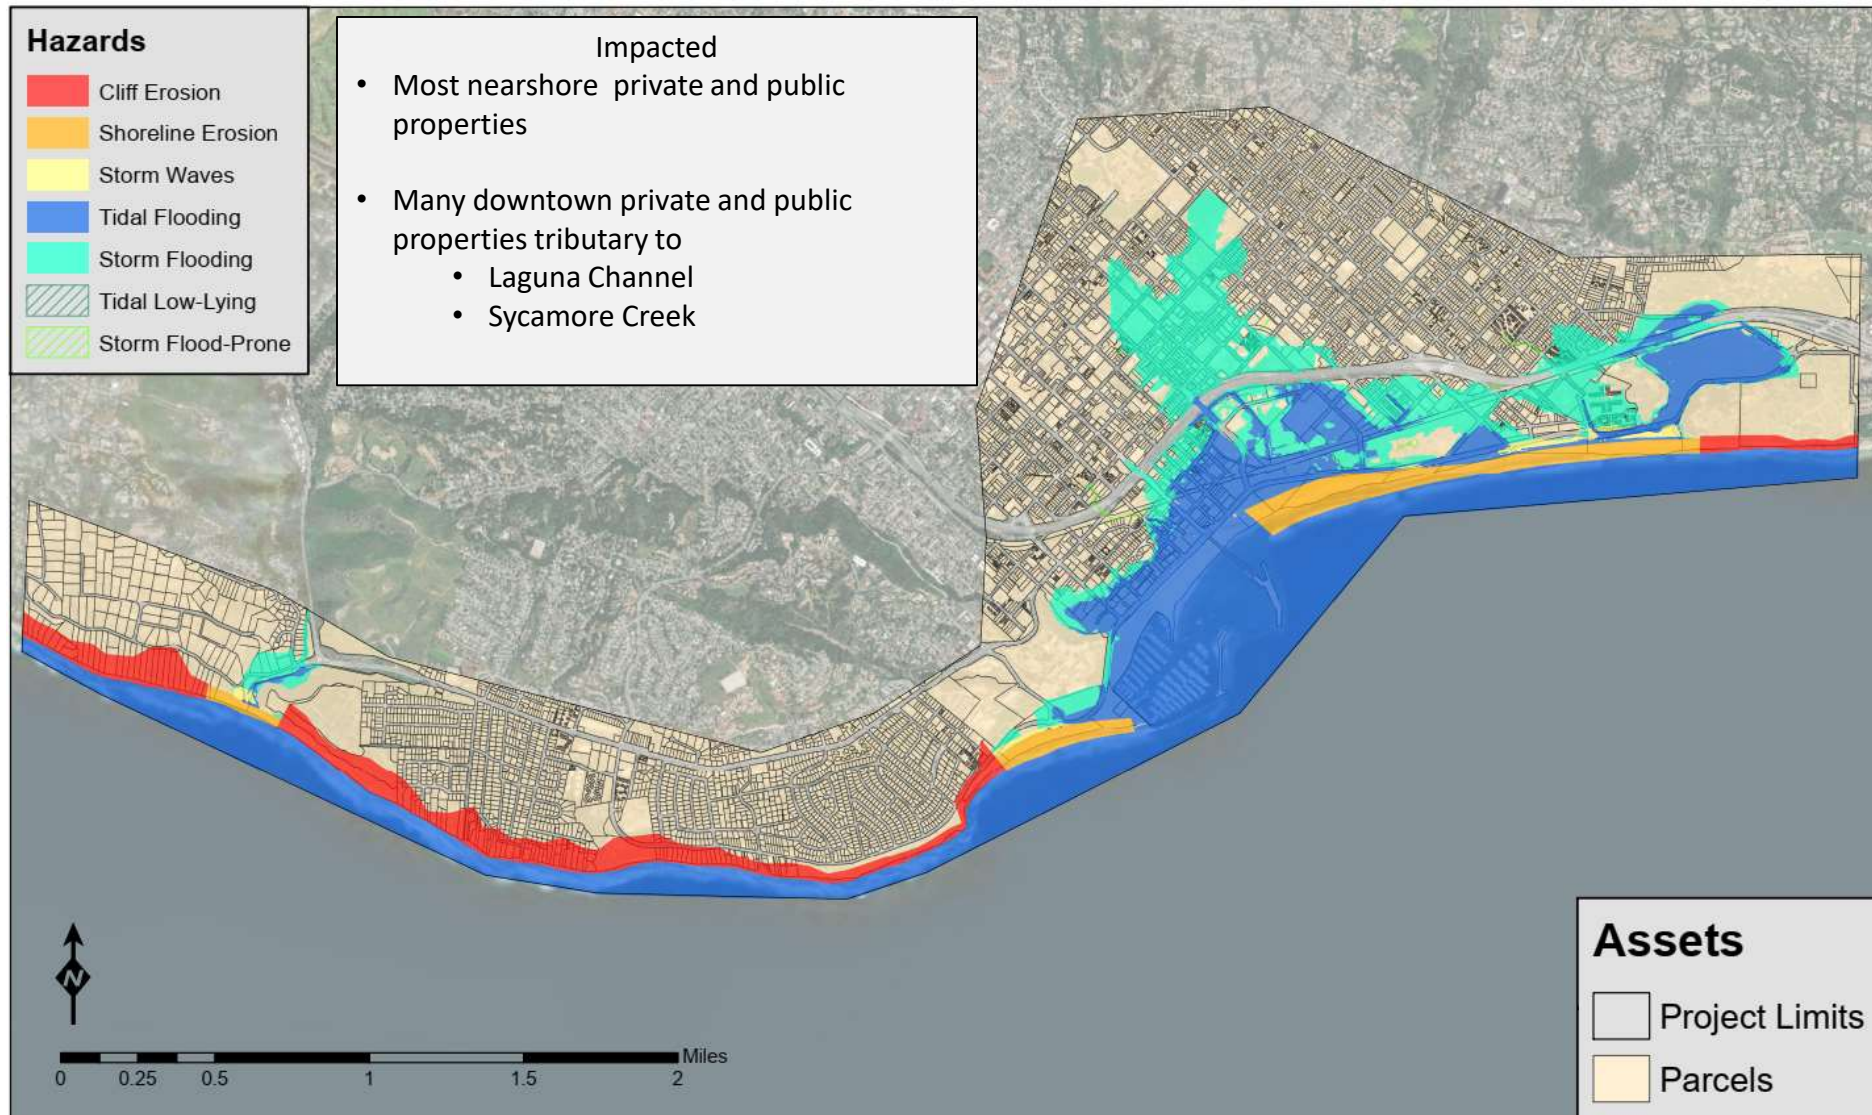 Hazards
Cliff Erosion
Shoreline Erosion
Storm Waves
Tidal Flooding
Storm Flooding
Tidal Low-Lying
Storm Flood-Prone
Impacted
• Most nearshore private and public
properties
• Many downtown private and public
properties tributary to
• Laguna Channel
• Sycamore Creek
N
Miles
0 0.25 0.5 1 1.5 2
Assets
Project Limits
Parcels